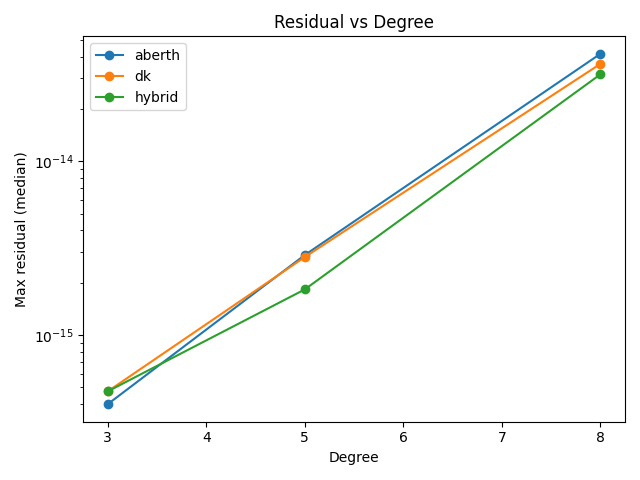 Residual vs Degree
aberth
dk
hybrid
Max residual (median)
10⁻¹⁴
10⁻¹⁵
3 4 5 6 7 8
Degree